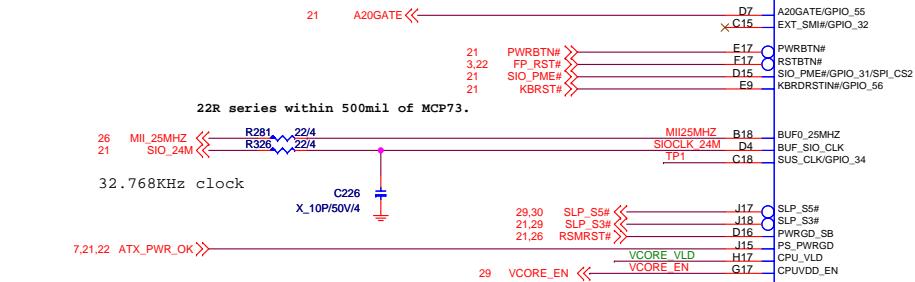 21 A20GATE D7 A20GATE/GPIO_55
C15 EXT_SMI#/GPIO_32
21 PWRBTN# E17 PWRBTN#
3,22 FP_RST# F17 RSTBTN#
21 SIO_PME# D15 SIO_PME#/GPIO_31/SPI_CS2
21 KBRST# E9 KBRDRSTIN#/GPIO_56
22R series within 500mil of MCP73.
26 MII_25MHZ R281 22/4 MII25MHZ B18 BUF0_25MHZ
21 SIO_24M R326 22/4 SIOCLK_24M D4 BUF_SIO_CLK
TP1 C18 SUS_CLK/GPIO_34
32.768KHz clock
C226
X_10P/50V/4
29,30 SLP_S5# J17 SLP_S5#
21,29 SLP_S3# J18 SLP_S3#
21,26 RSMRST# D16 PWRGD_SB
7,21,22 ATX_PWR_OK J15 PS_PWRGD
VCORE_VLD H17 CPU_VLD
29 VCORE_EN VCORE_EN G17 CPUVDD_EN